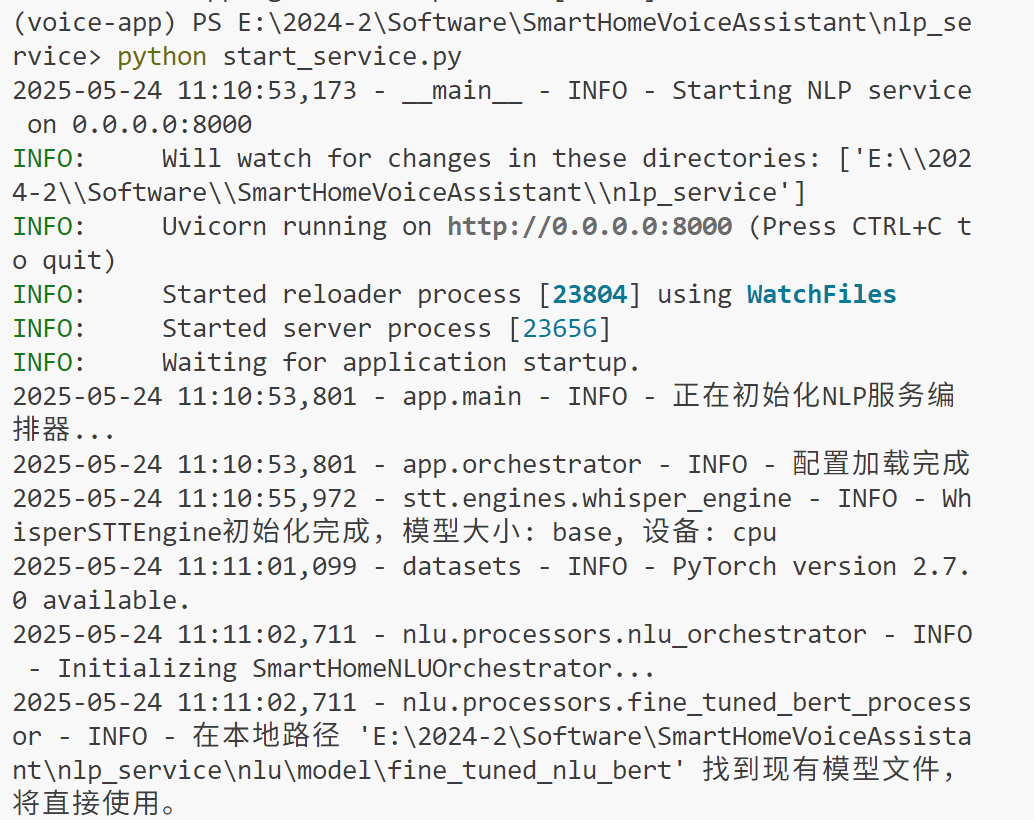 (voice-app) PS E:\2024-2\Software\SmartHomeVoiceAssistant\nlp_se
rvice> python start_service.py
2025-05-24 11:10:53,173 - __main__ - INFO - Starting NLP service
 on 0.0.0.0:8000
INFO:     Will watch for changes in these directories: ['E:\\202
4-2\\Software\\SmartHomeVoiceAssistant\\nlp_service']
INFO:     Uvicorn running on http://0.0.0.0:8000 (Press CTRL+C t
o quit)
INFO:     Started reloader process [23804] using WatchFiles
INFO:     Started server process [23656]
INFO:     Waiting for application startup.
2025-05-24 11:10:53,801 - app.main - INFO - 正在初始化NLP服务编
排器...
2025-05-24 11:10:53,801 - app.orchestrator - INFO - 配置加载完成
2025-05-24 11:10:55,972 - stt.engines.whisper_engine - INFO - Wh
isperSTTEngine初始化完成，模型大小: base, 设备: cpu
2025-05-24 11:11:01,099 - datasets - INFO - PyTorch version 2.7.
0 available.
2025-05-24 11:11:02,711 - nlu.processors.nlu_orchestrator - INFO
 - Initializing SmartHomeNLUOrchestrator...
2025-05-24 11:11:02,711 - nlu.processors.fine_tuned_bert_process
or - INFO - 在本地路径 'E:\2024-2\Software\SmartHomeVoiceAssista
nt\nlp_service\nlu\model\fine_tuned_nlu_bert' 找到现有模型文件，
将直接使用。